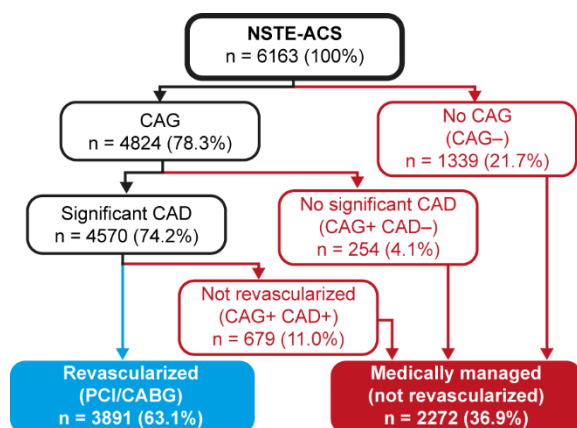 NSTE-ACS
n = 6163 (100%)
CAG
n = 4824 (78.3%)
No CAG
(CAG–)
n = 1339 (21.7%)
Significant CAD
n = 4570 (74.2%)
No significant CAD
(CAG+ CAD–)
n = 254 (4.1%)
Not revascularized
(CAG+ CAD+)
n = 679 (11.0%)
Revascularized
(PCI/CABG)
n = 3891 (63.1%)
Medically managed
(not revascularized)
n = 2272 (36.9%)